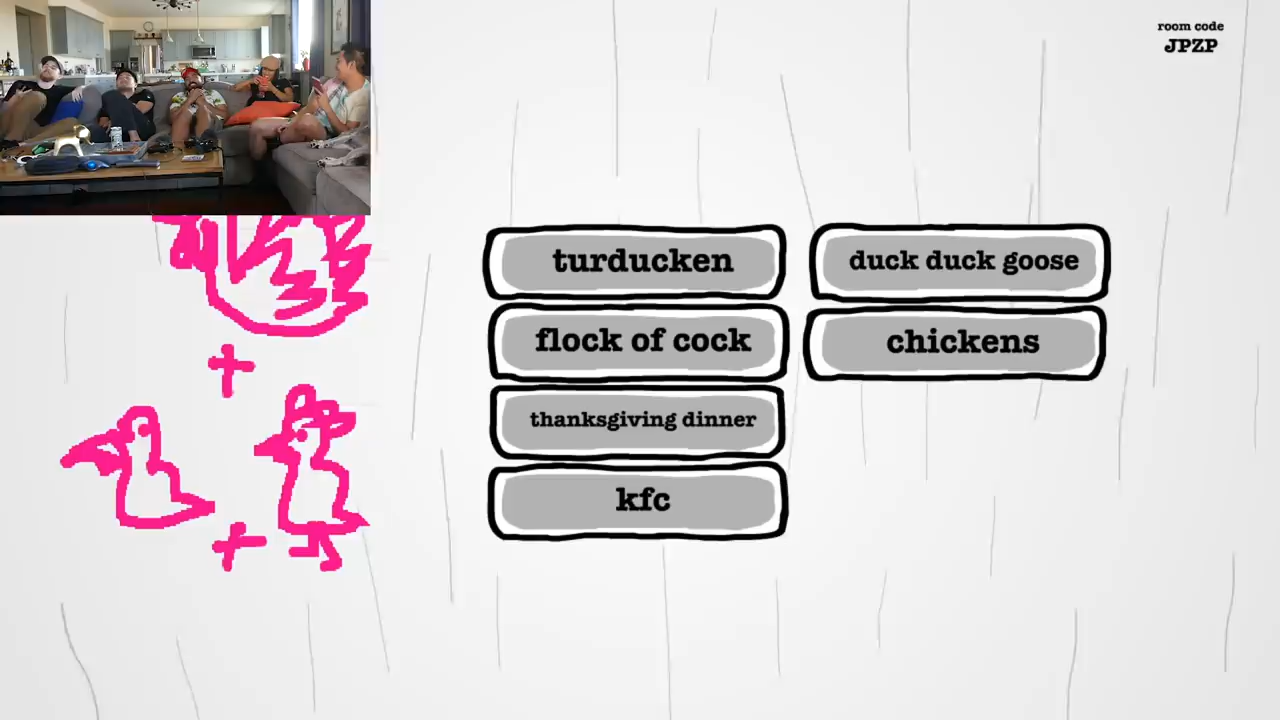 room code
JPZP
turducken
duck duck goose
flock of cock
chickens
thanksgiving dinner
kfc